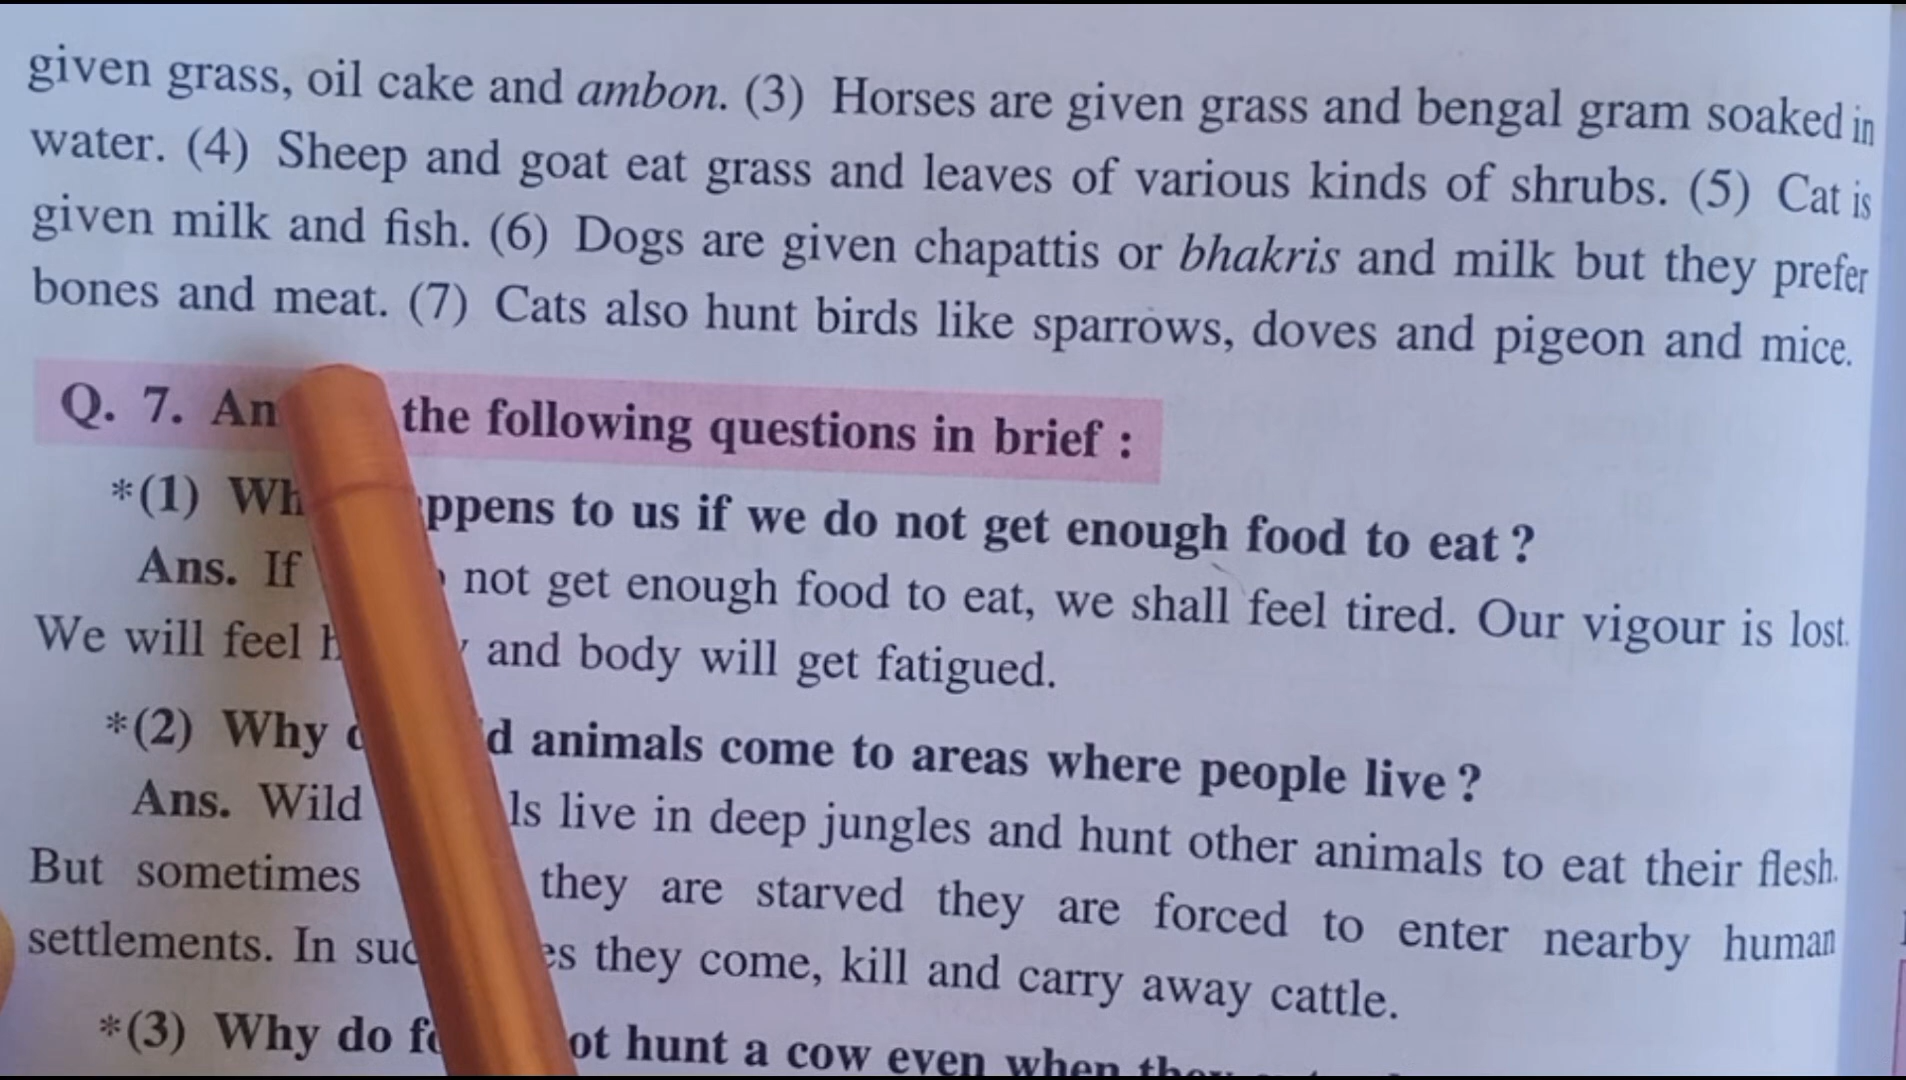 given grass, oil cake and ambon. (3) Horses are given grass and bengal gram soaked in
water. (4) Sheep and goat eat grass and leaves of various kinds of shrubs. (5) Cat is
given milk and fish. (6) Dogs are given chapattis or bhakris and milk but they prefer
bones and meat. (7) Cats also hunt birds like sparrows, doves and pigeon and mice.
Q. 7. the following questions in brief :
*(1) to us if we do not get enough food to eat ?
Ans. If not get enough food to eat, we shall feel tired. Our vigour is lost.
We will feel and body will get fatigued.
*(2) Why animals come to areas where people live ?
Ans. Wild live in deep jungles and hunt other animals to eat their flesh.
But sometimes they are starved they are forced to enter nearby human
settlements. In they come, kill and carry away cattle.
*(3) Why do hunt a cow even when